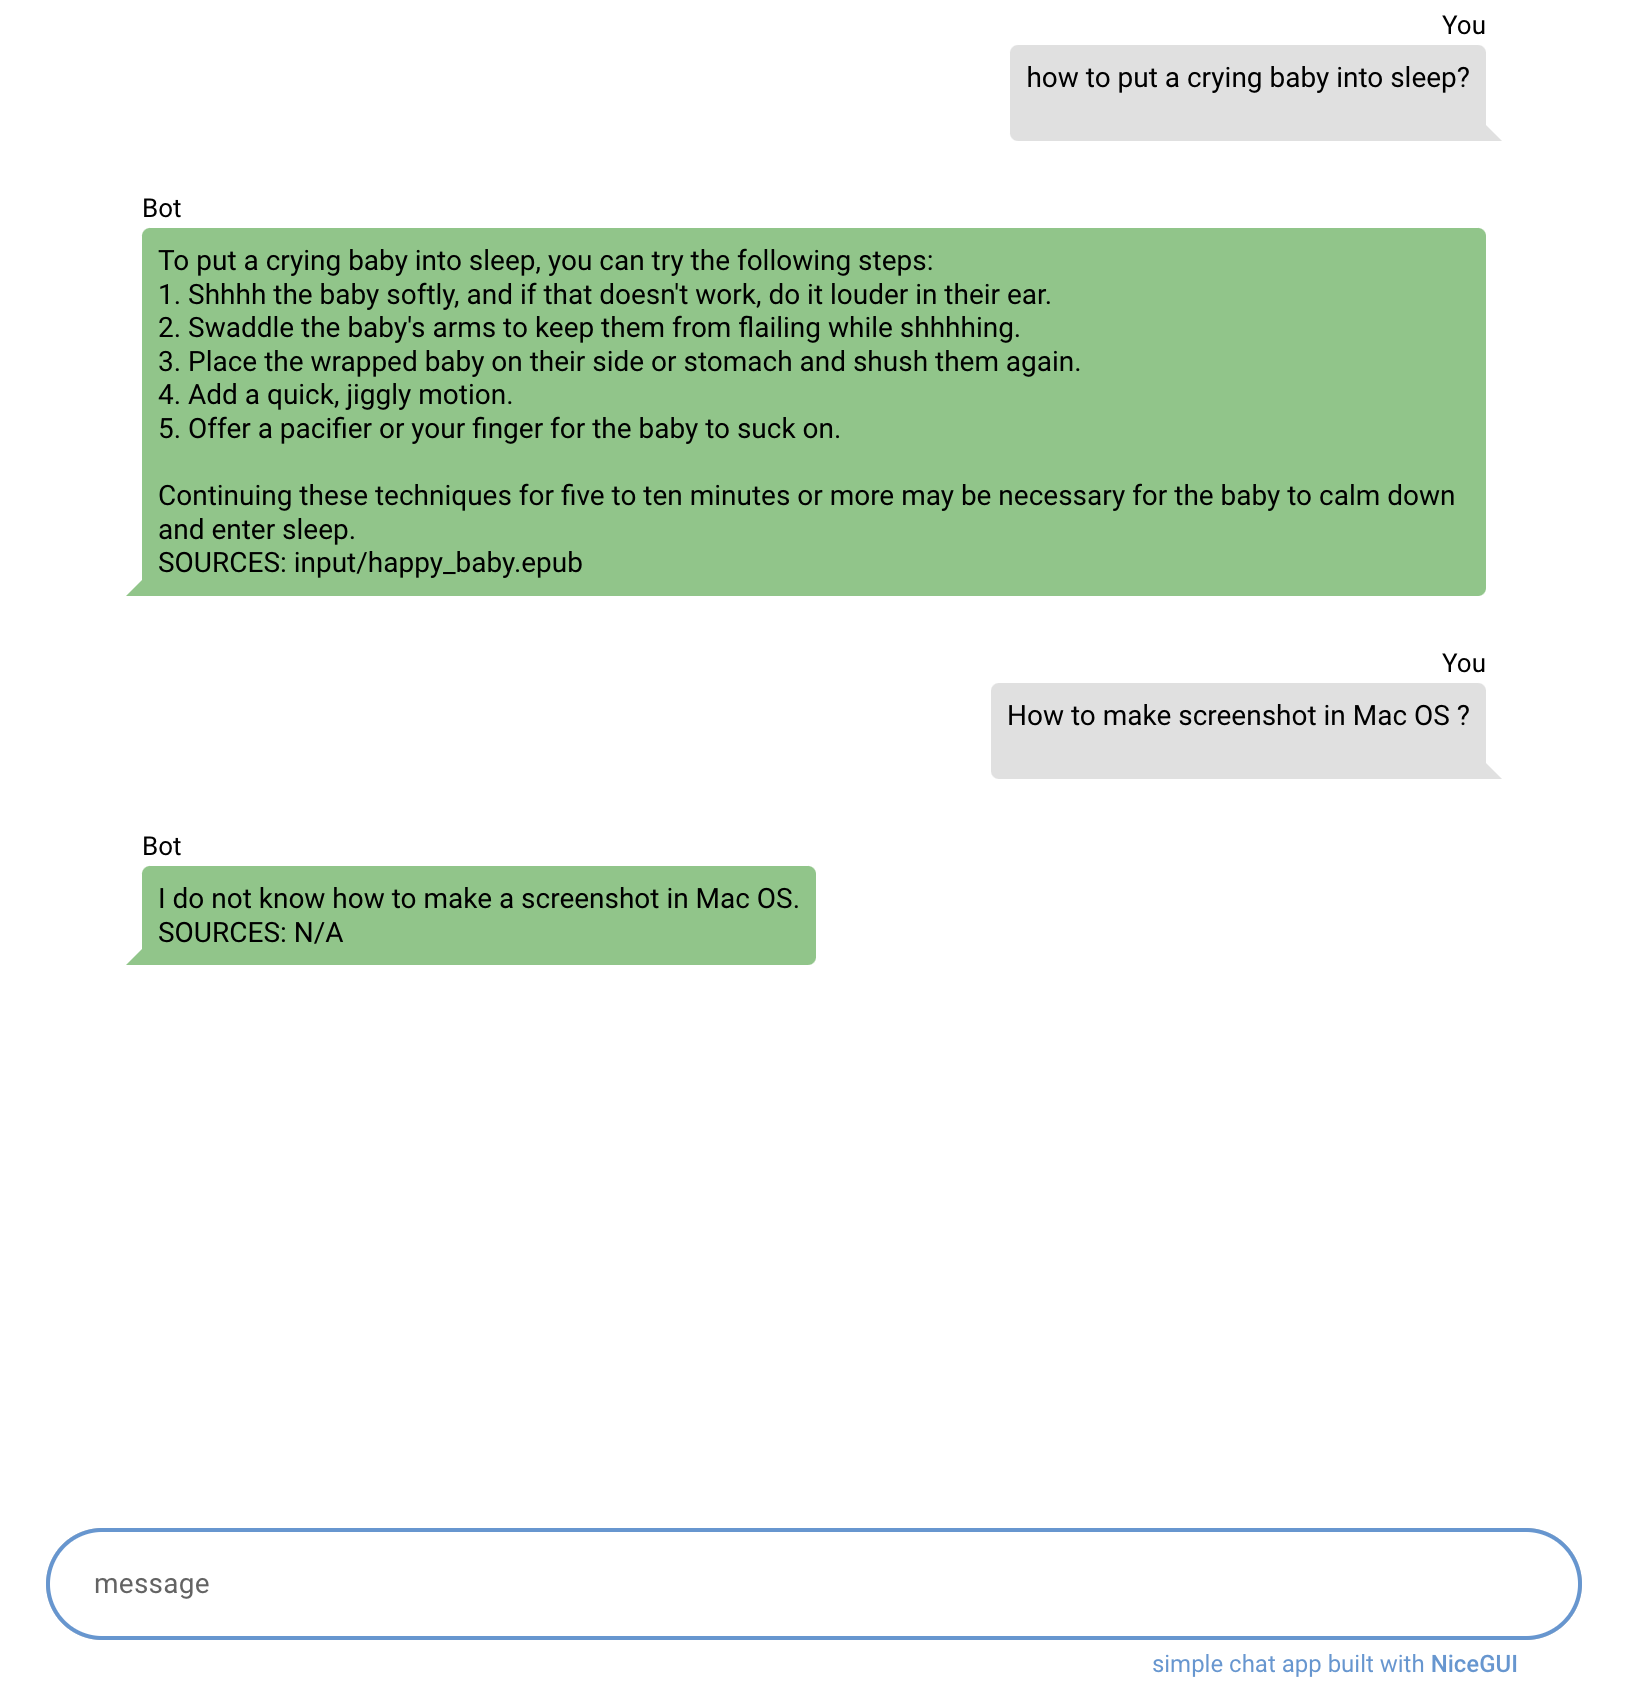 You
how to put a crying baby into sleep?
Bot
To put a crying baby into sleep, you can try the following steps:
1. Shhhh the baby softly, and if that doesn't work, do it louder in their ear.
2. Swaddle the baby's arms to keep them from flailing while shhhhing.
3. Place the wrapped baby on their side or stomach and shush them again.
4. Add a quick, jiggly motion.
5. Offer a pacifier or your finger for the baby to suck on.
Continuing these techniques for five to ten minutes or more may be necessary for the baby to calm down
and enter sleep.
SOURCES: input/happy_baby.epub
You
How to make screenshot in Mac OS ?
Bot
I do not know how to make a screenshot in Mac OS.
SOURCES: N/A
message
simple chat app built with NiceGUI